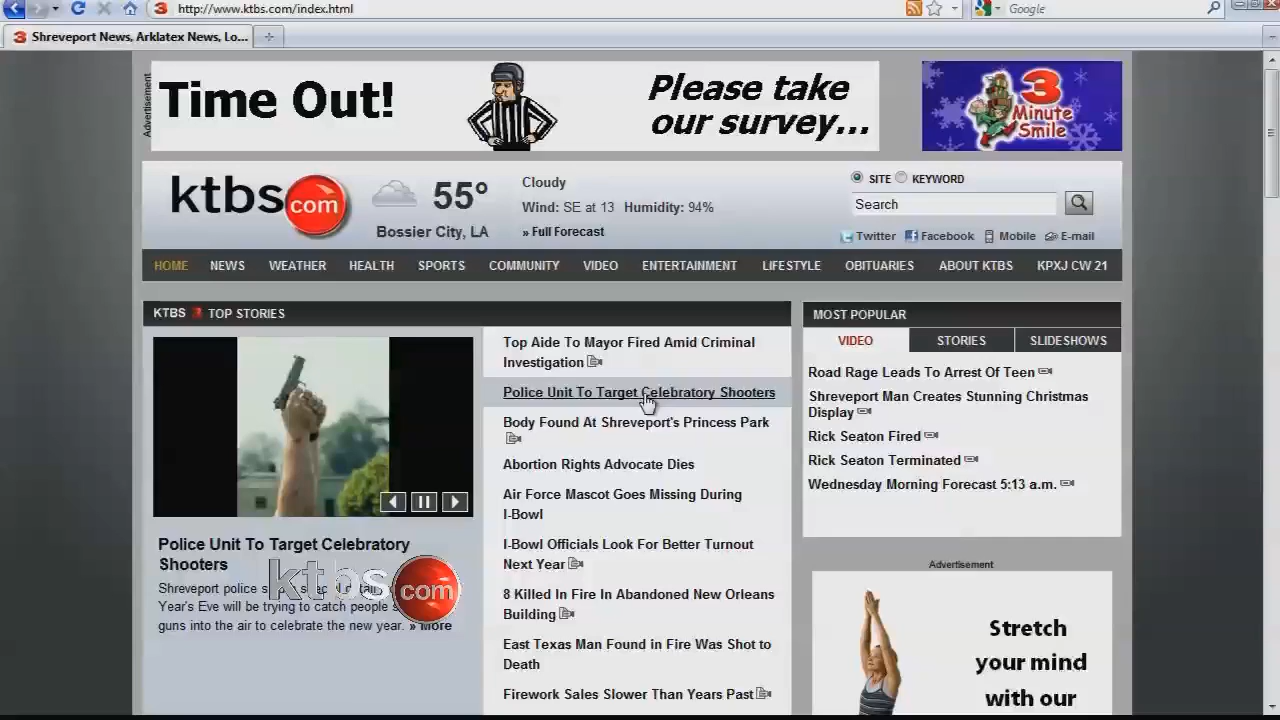 http://www.ktbs.com/index.html
Google
Shreveport News, Arklatex News, Lo...
Advertisement
Time Out!
Please take
our survey...
3
Minute
Smile
ktbs com
55°
Bossier City, LA
Cloudy
Wind: SE at 13 Humidity: 94%
» Full Forecast
SITE KEYWORD
Search
Twitter Facebook Mobile E-mail
HOME NEWS WEATHER HEALTH SPORTS COMMUNITY VIDEO ENTERTAINMENT LIFESTYLE OBITUARIES ABOUT KTBS KPXJ CW 21
KTBS 3 TOP STORIES
Police Unit To Target Celebratory
Shooters
Shreveport police s
Year's Eve will be trying to catch people
guns into the air to celebrate the new year. » More
ktbs com
Top Aide To Mayor Fired Amid Criminal
Investigation
Police Unit To Target Celebratory Shooters
Body Found At Shreveport's Princess Park
Abortion Rights Advocate Dies
Air Force Mascot Goes Missing During
I-Bowl
I-Bowl Officials Look For Better Turnout
Next Year
8 Killed In Fire In Abandoned New Orleans
Building
East Texas Man Found in Fire Was Shot to
Death
Firework Sales Slower Than Years Past
MOST POPULAR
VIDEO STORIES SLIDESHOWS
Road Rage Leads To Arrest Of Teen
Shreveport Man Creates Stunning Christmas
Display
Rick Seaton Fired
Rick Seaton Terminated
Wednesday Morning Forecast 5:13 a.m.
Advertisement
Stretch
your mind
with our